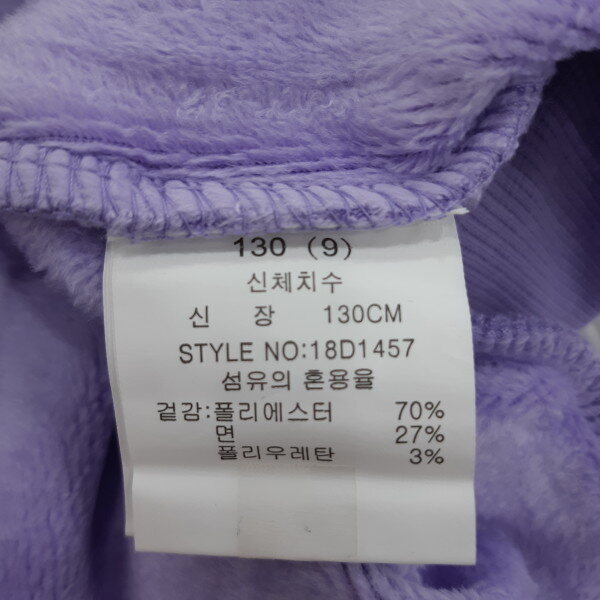 130 (9)
신체치수
신 장 130CM
STYLE NO:18D1457
섬유의 혼용율
겉감:폴리에스터 70%
면 27%
폴리우레탄 3%